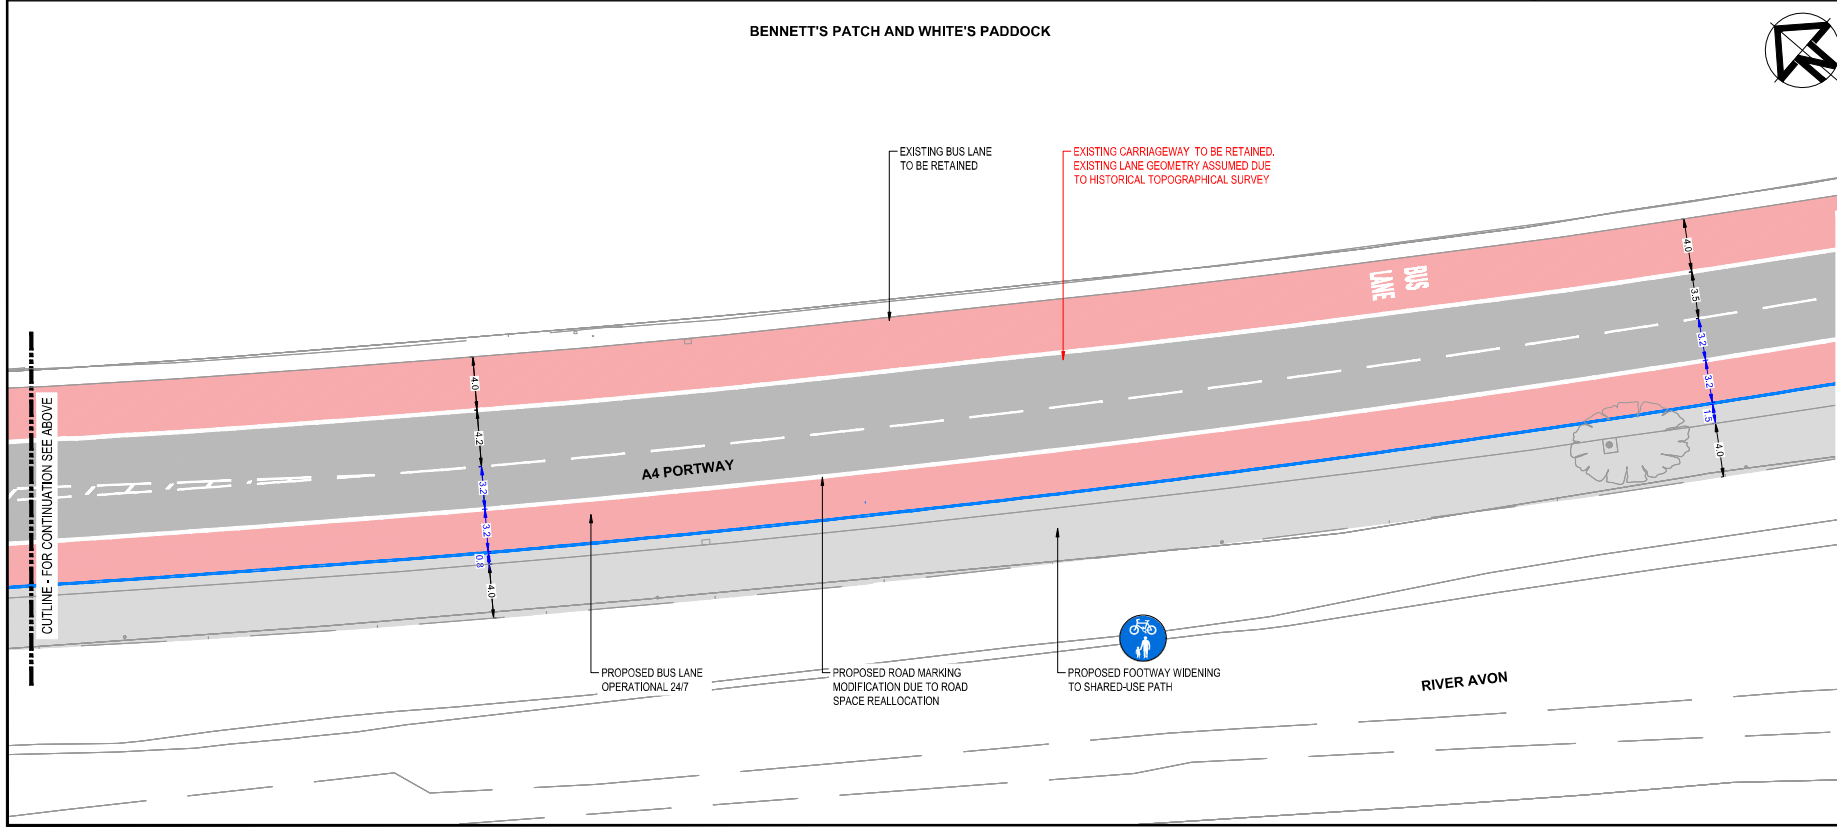 BENNETT'S PATCH AND WHITE'S PADDOCK
EXISTING BUS LANE
TO BE RETAINED
EXISTING CARRIAGEWAY TO BE RETAINED.
EXISTING LANE GEOMETRY ASSUMED DUE
TO HISTORICAL TOPOGRAPHICAL SURVEY
BUS
LANE
4.0
3.5
3.2
3.2
1.5
4.0
4.0
4.2
3.2
3.2
0.8
4.0
CUTLINE - FOR CONTINUATION SEE ABOVE
A4 PORTWAY
PROPOSED BUS LANE
OPERATIONAL 24/7
PROPOSED ROAD MARKING
MODIFICATION DUE TO ROAD
SPACE REALLOCATION
PROPOSED FOOTWAY WIDENING
TO SHARED-USE PATH
RIVER AVON